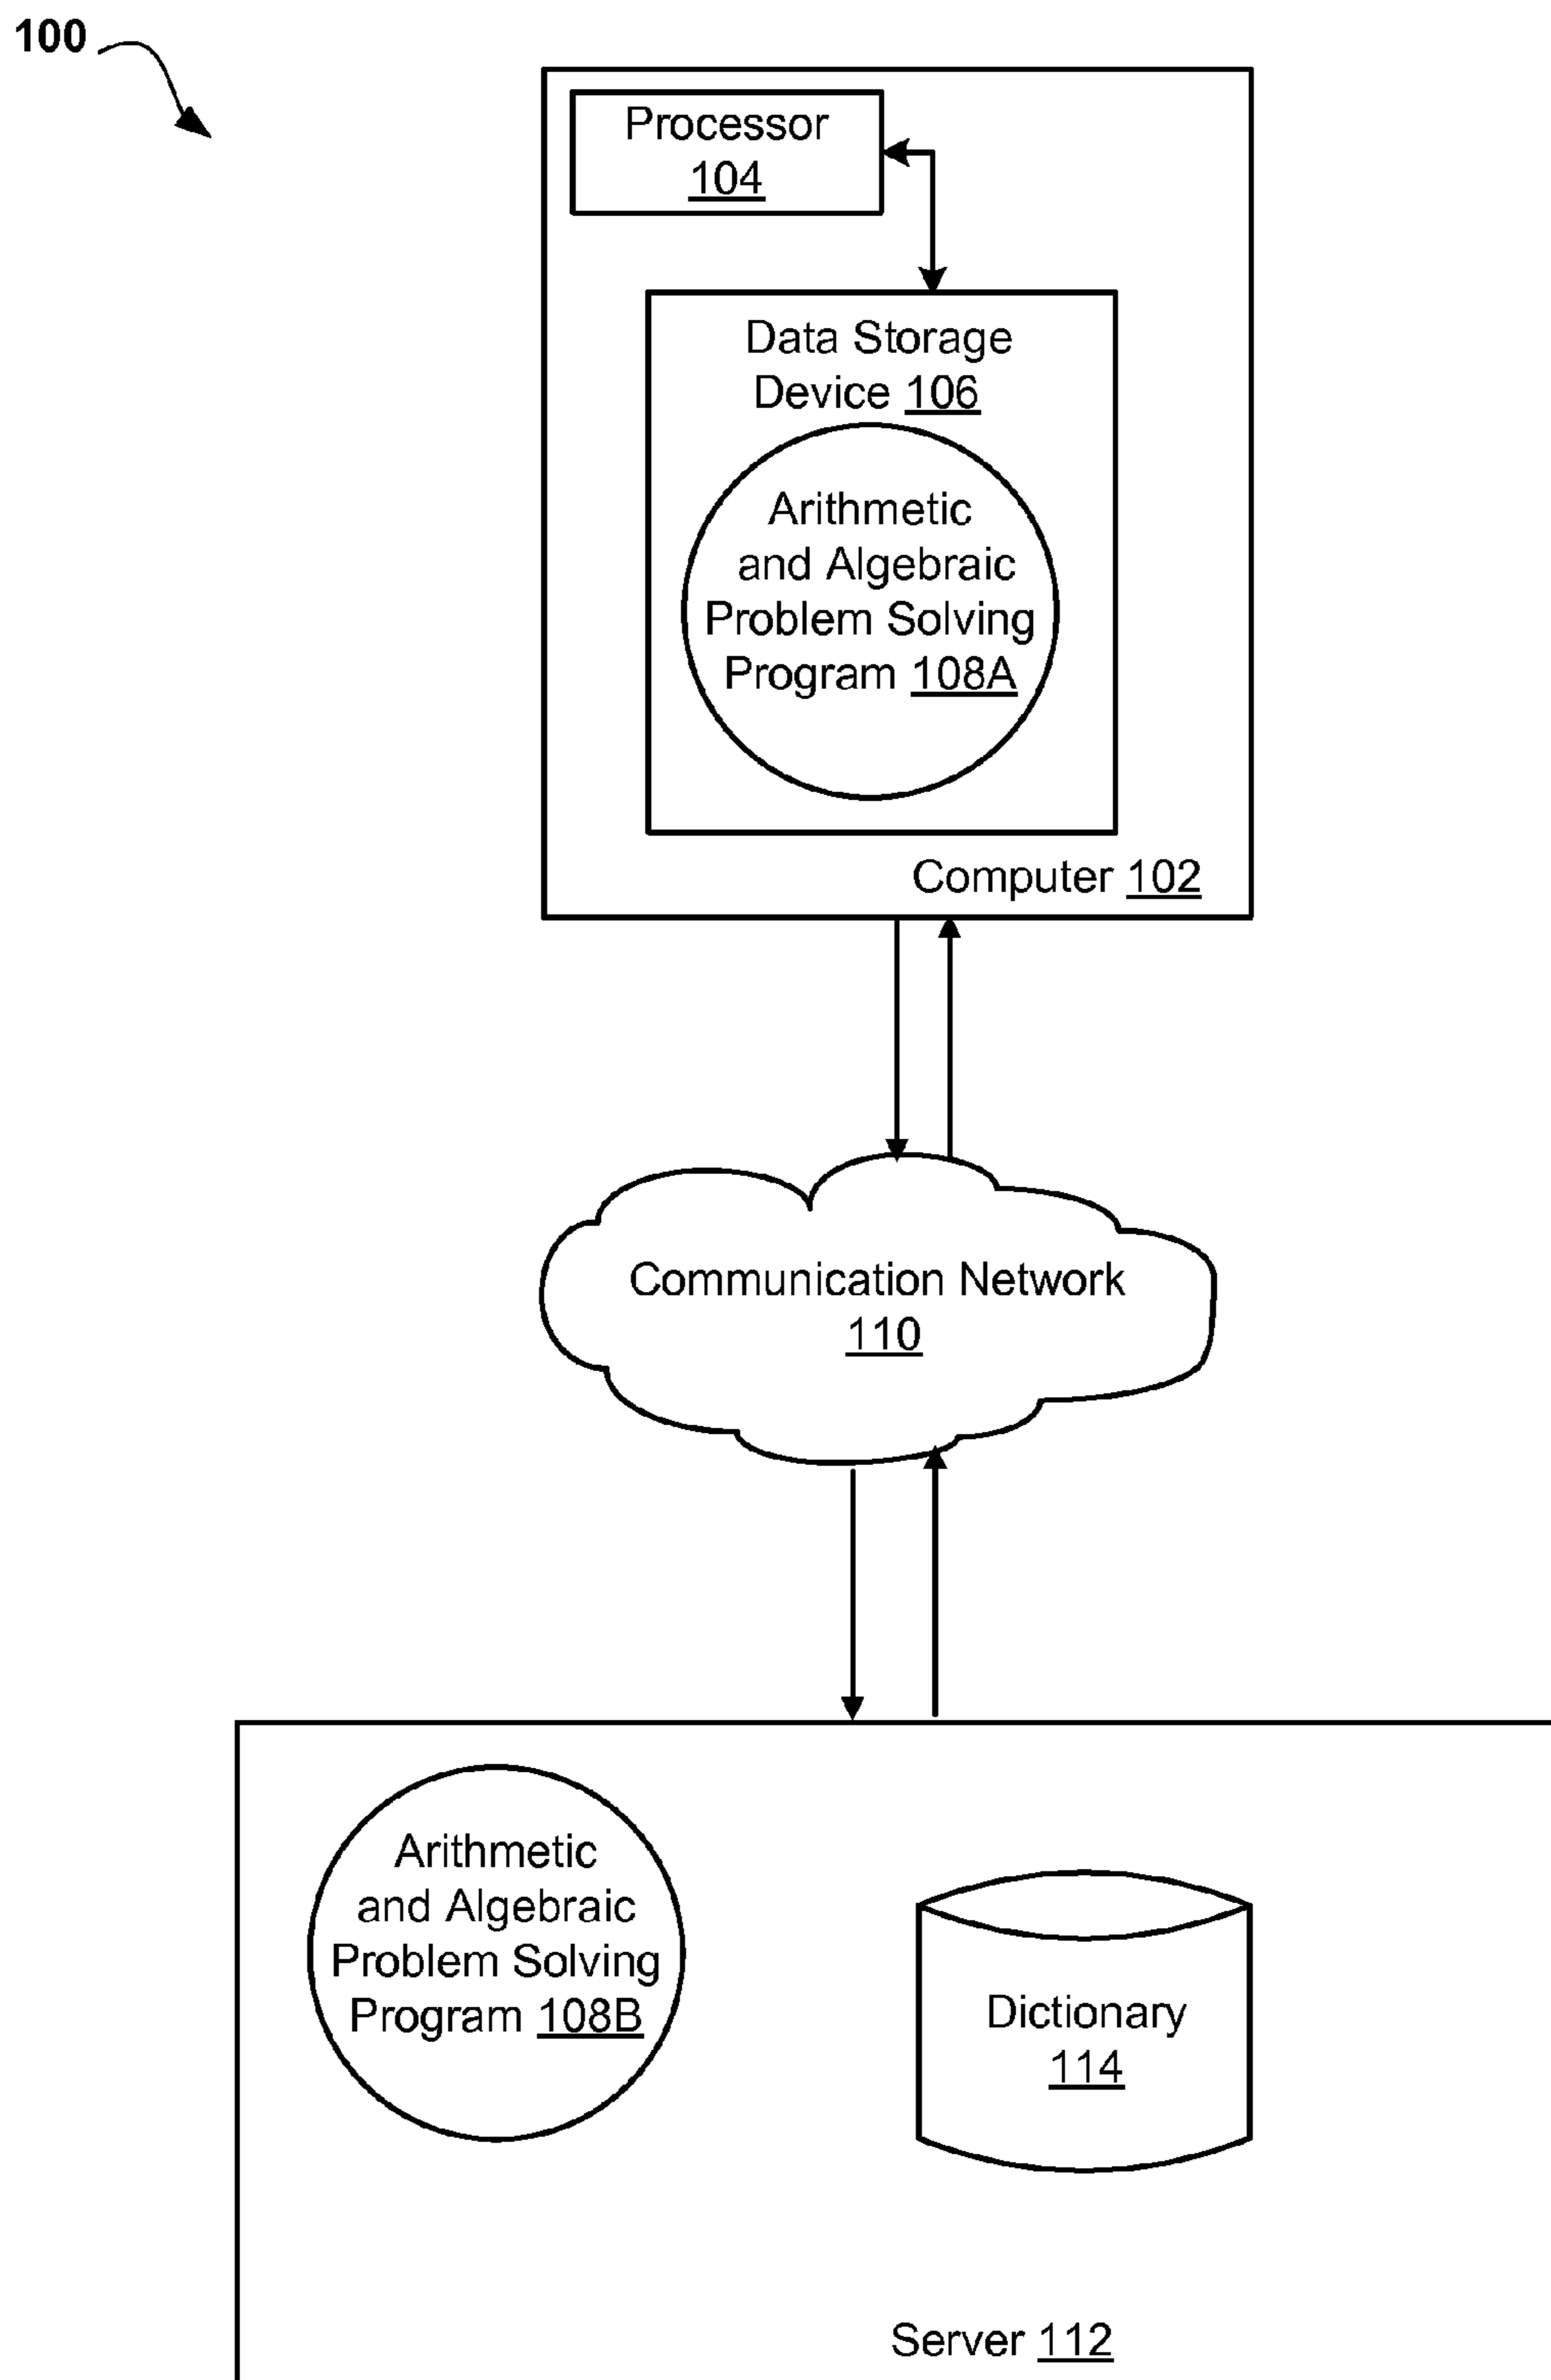 100
Processor
104
Data Storage
Device 106
Arithmetic
and Algebraic
Problem Solving
Program 108A
Computer 102
Communication Network
110
Arithmetic
and Algebraic
Problem Solving
Program 108B
Dictionary
114
Server 112